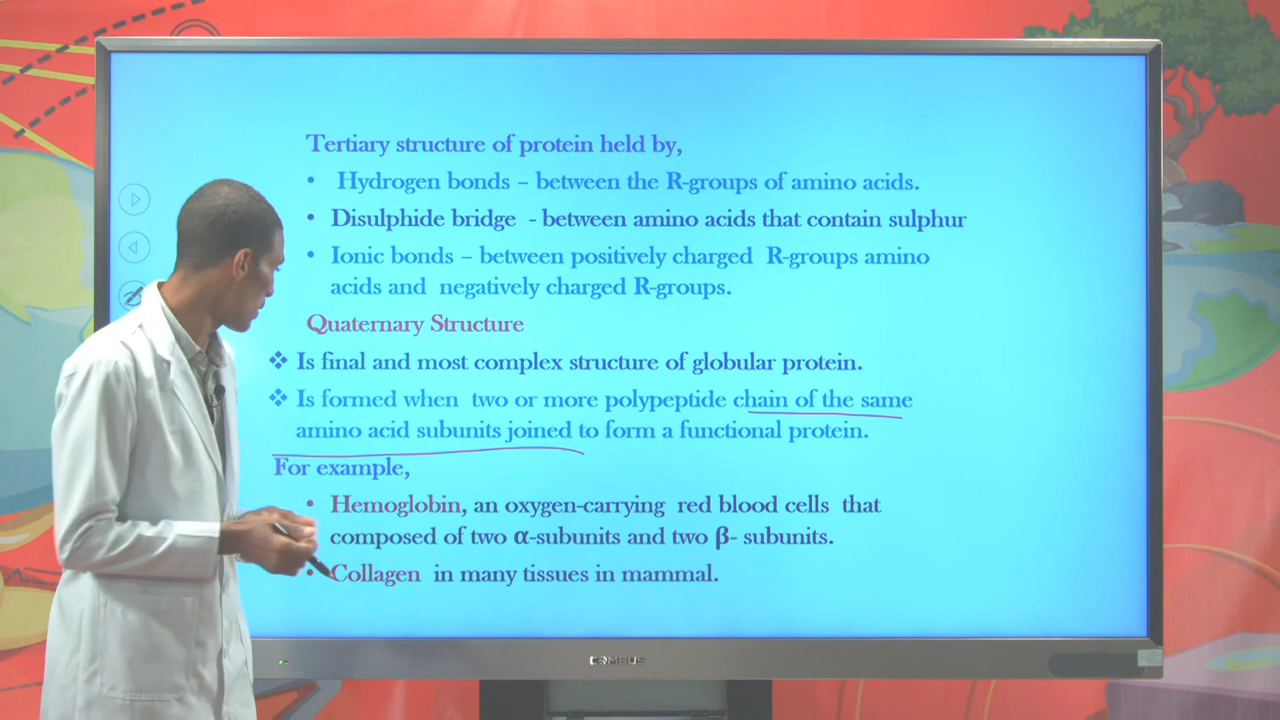 Tertiary structure of protein held by,
• Hydrogen bonds – between the R-groups of amino acids.
• Disulphide bridge - between amino acids that contain sulphur
• Ionic bonds – between positively charged R-groups amino
acids and negatively charged R-groups.
Quaternary Structure
❖ Is final and most complex structure of globular protein.
❖ Is formed when two or more polypeptide chain of the same
amino acid subunits joined to form a functional protein.
For example,
• Hemoglobin, an oxygen-carrying red blood cells that
composed of two α-subunits and two β- subunits.
• Collagen in many tissues in mammal.